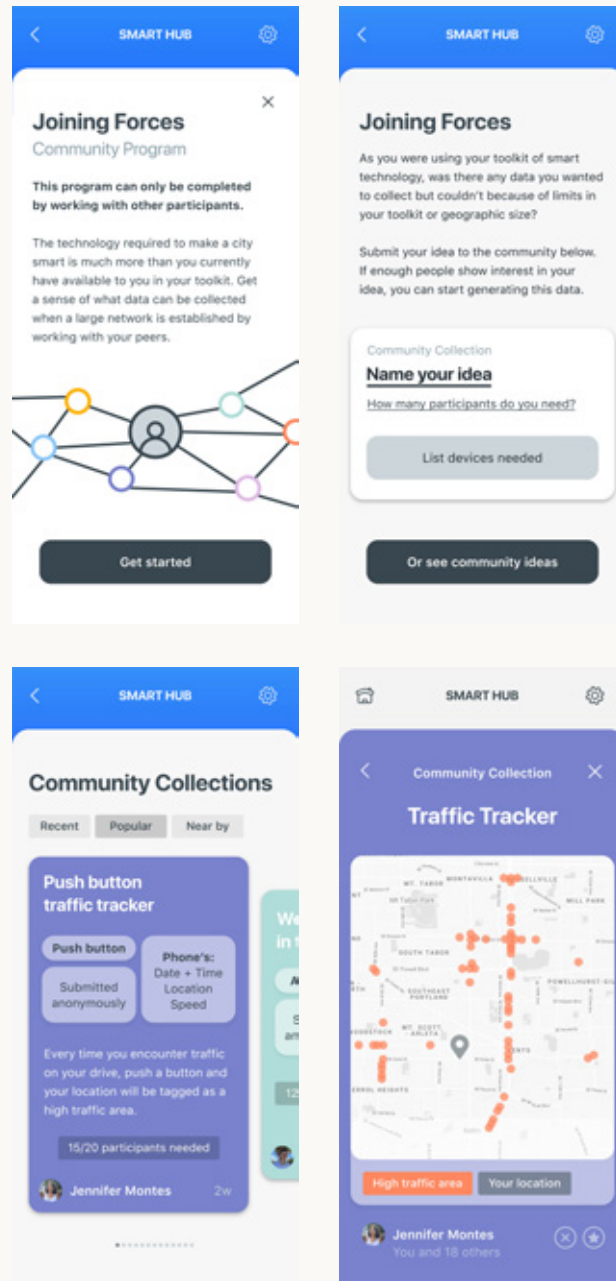 SMART HUB
Joining Forces
Community Program
This program can only be completed
by working with other participants.
The technology required to make a city
smart is much more than you currently
have available to you in your toolkit. Get
a sense of what data can be collected
when a large network is established by
working with your peers.
Get started
SMART HUB
Joining Forces
As you were using your toolkit of smart
technology, was there any data you wanted
to collect but couldn't because of limits in
your toolkit or geographic size?
Submit your idea to the community below.
If enough people show interest in your
idea, you can start generating this data.
Community Collection
Name your idea
How many participants do you need?
List devices needed
Or see community ideas
SMART HUB
Community Collections
Recent
Popular
Near by
Push button
traffic tracker
Push button
Submitted
anonymously
Phone's:
Date + Time
Location
Speed
Every time you encounter traffic
on your drive, push a button and
your location will be tagged as a
high traffic area.
15/20 participants needed
Jennifer Montes
2w
SMART HUB
Community Collection
Traffic Tracker
MONTAVILLA
MT. TABOR
Mt Tabor Park
MILL PARK
SOUTH TABOR
SOUTHEAST
PORTLAND
MT. SCOTT
High traffic area
Your location
Jennifer Montes
You and 18 others